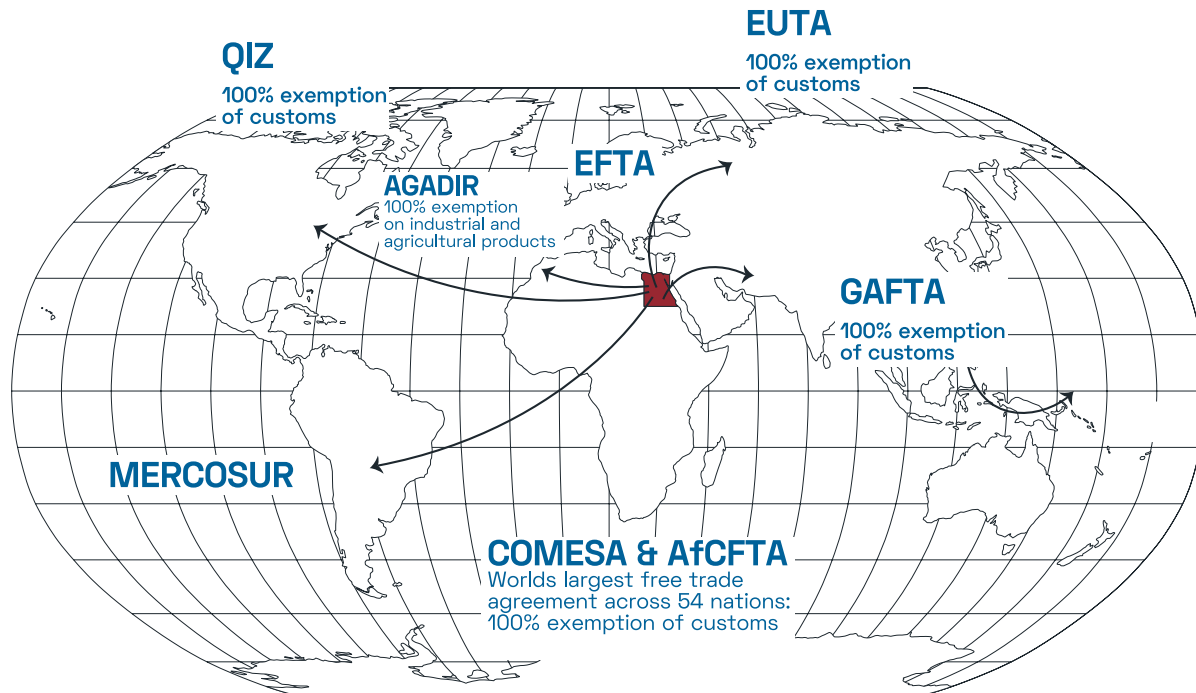 EUTA
100% exemption
of customs
QIZ
100% exemption
of customs
EFTA
AGADIR
100% exemption
on industrial and
agricultural products
GAFTA
100% exemption
of customs
MERCOSUR
COMESA & AfCFTA
Worlds largest free trade
agreement across 54 nations:
100% exemption of customs